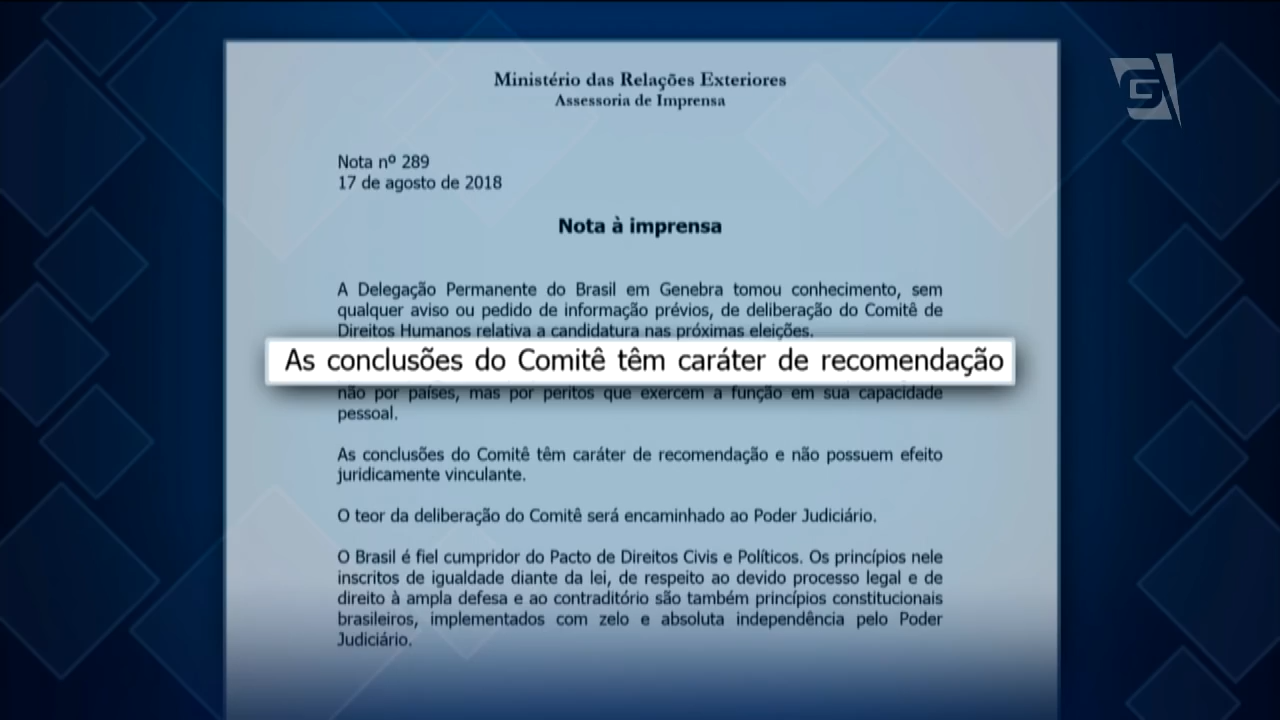 Ministério das Relações Exteriores
Assessoria de Imprensa
Nota nº 289
17 de agosto de 2018
Nota à imprensa
A Delegação Permanente do Brasil em Genebra tomou conhecimento, sem
qualquer aviso ou pedido de informação prévios, de deliberação do Comitê de
Direitos Humanos relativa a candidatura nas próximas eleições.
As conclusões do Comitê têm caráter de recomendação
não por países, mas por peritos que exercem a função em sua capacidade
pessoal.
As conclusões do Comitê têm caráter de recomendação e não possuem efeito
juridicamente vinculante.
O teor da deliberação do Comitê será encaminhado ao Poder Judiciário.
O Brasil é fiel cumpridor do Pacto de Direitos Civis e Políticos. Os princípios nele
inscritos de igualdade diante da lei, de respeito ao devido processo legal e de
direito à ampla defesa e ao contraditório são também princípios constitucionais
brasileiros, implementados com zelo e absoluta independência pelo Poder
Judiciário.